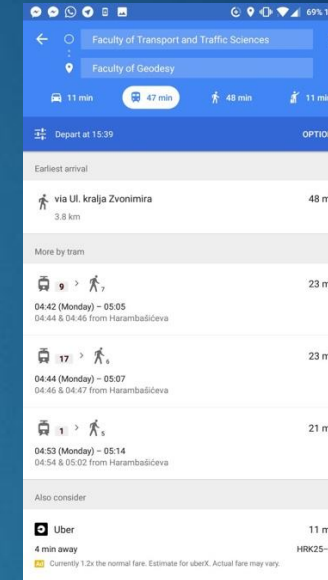 69% 1
Faculty of Transport and Traffic Sciences
Faculty of Geodesy
11 min 47 min 48 min 11 min
Depart at 15:39 OPTION
Earliest arrival
via Ul. kralja Zvonimira 48 m
3.8 km
More by tram
9 > 7 23 m
04:42 (Monday) – 05:05
04:44 & 04:46 from Harambašićeva
17 > 6 23 m
04:44 (Monday) – 05:07
04:46 & 04:47 from Harambašićeva
1 > 5 21 m
04:53 (Monday) – 05:14
04:54 & 05:02 from Harambašićeva
Also consider
Uber 11 m
4 min away HRK25–
Ad Currently 1.2x the normal fare. Estimate for uberX. Actual fare may vary.